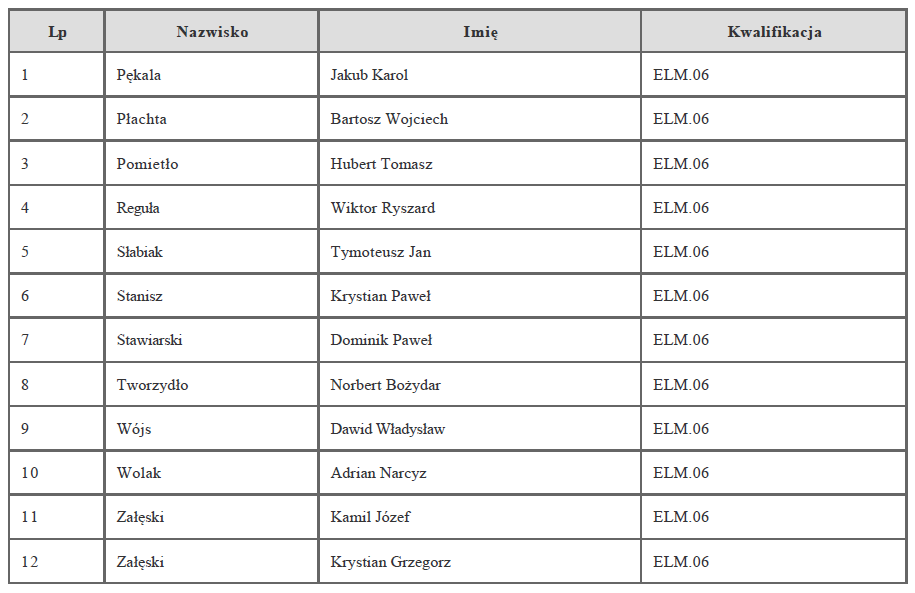 Lp Nazwisko Imię Kwalifikacja
1 Pękala Jakub Karol ELM.06
2 Płachta Bartosz Wojciech ELM.06
3 Pomietło Hubert Tomasz ELM.06
4 Reguła Wiktor Ryszard ELM.06
5 Słabiak Tymoteusz Jan ELM.06
6 Stanisz Krystian Paweł ELM.06
7 Stawiarski Dominik Paweł ELM.06
8 Tworzydło Norbert Bożydar ELM.06
9 Wójs Dawid Władysław ELM.06
10 Wolak Adrian Narcyz ELM.06
11 Załęski Kamil Józef ELM.06
12 Załęski Krystian Grzegorz ELM.06